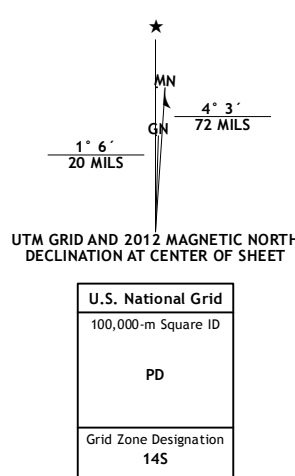 ★
MN
GN
4° 3´
72 MILS
1° 6´
20 MILS
UTM GRID AND 2012 MAGNETIC NORTH
DECLINATION AT CENTER OF SHEET
U.S. National Grid
100,000-m Square ID
PD
Grid Zone Designation
14S